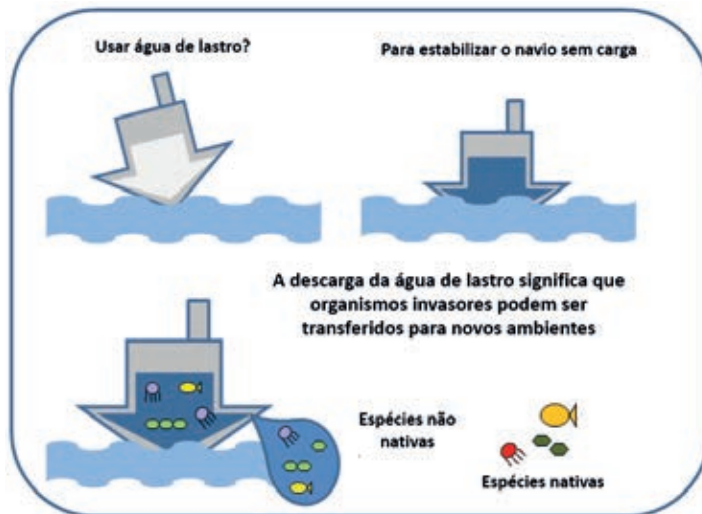 Usar água de lastro?
Para estabilizar o navio sem carga
A descarga da água de lastro significa que
organismos invasores podem ser
transferidos para novos ambientes
Espécies não
nativas
Espécies nativas